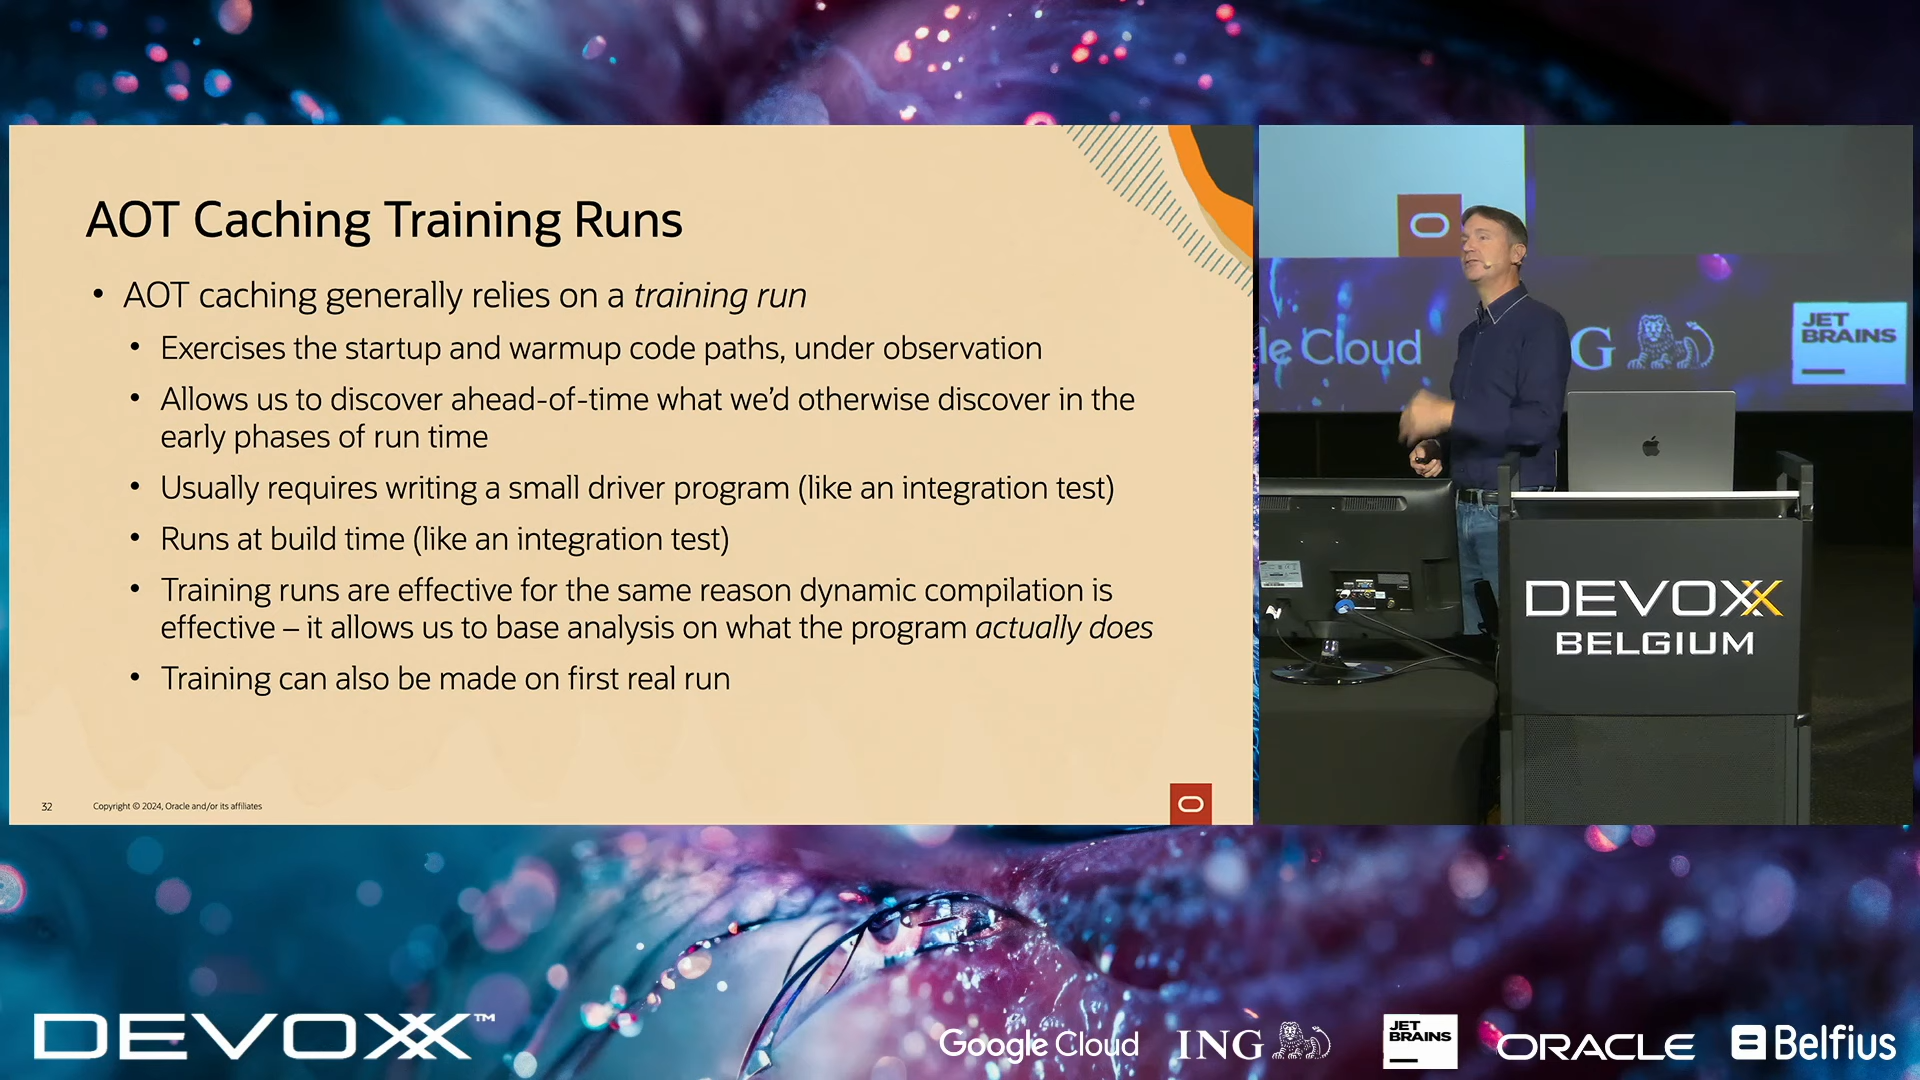 AOT Caching Training Runs
• AOT caching generally relies on a training run
• Exercises the startup and warmup code paths, under observation
• Allows us to discover ahead-of-time what we’d otherwise discover in the
early phases of run time
• Usually requires writing a small driver program (like an integration test)
• Runs at build time (like an integration test)
• Training runs are effective for the same reason dynamic compilation is
effective – it allows us to base analysis on what the program actually does
• Training can also be made on first real run
32
Copyright © 2024, Oracle and/or its affiliates
le Cloud
G
JET
BRAINS
DEVOXX
BELGIUM
DEVOXX™
Google Cloud
ING
JET
BRAINS
ORACLE
Belfius